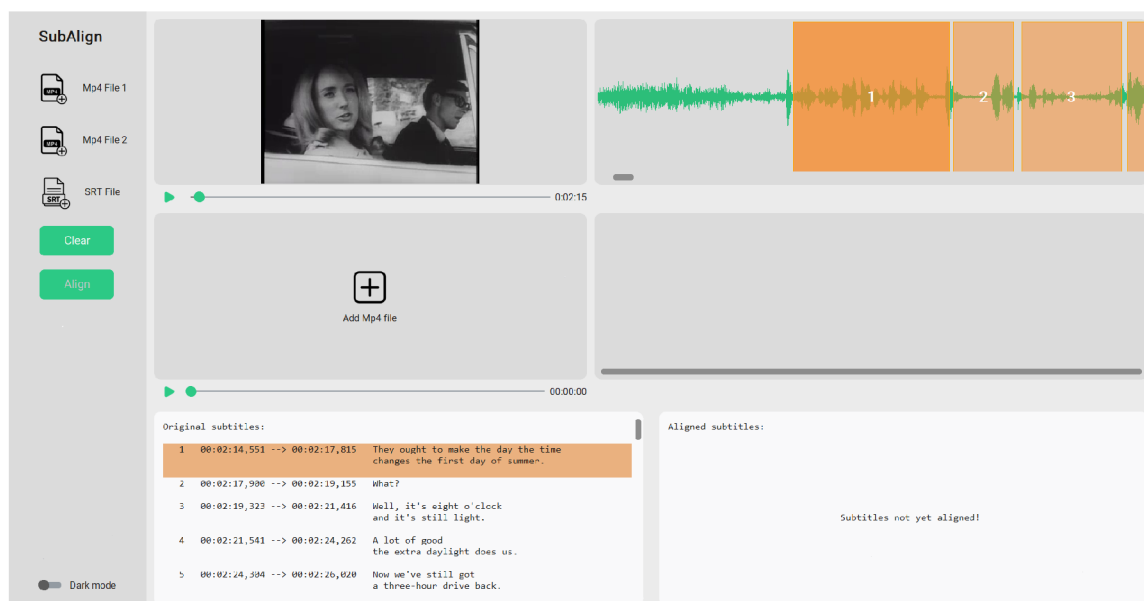 SubAlign
MP4
Mp4 File 1
MP4
Mp4 File 2
SRT
SRT File
Clear
Align
Dark mode
0:02:15
1
2
3
Add Mp4 file
00:00:00
Original subtitles:
1 00:02:14,551 --> 00:02:17,815 They ought to make the day the time
changes the first day of summer.
2 00:02:17,900 --> 00:02:19,155 What?
3 00:02:19,323 --> 00:02:21,416 Well, it's eight o'clock
and it's still light.
4 00:02:21,541 --> 00:02:24,262 A lot of good
the extra daylight does us.
5 00:02:24,304 --> 00:02:26,020 Now we've still got
a three-hour drive back.
Aligned subtitles:
Subtitles not yet aligned!